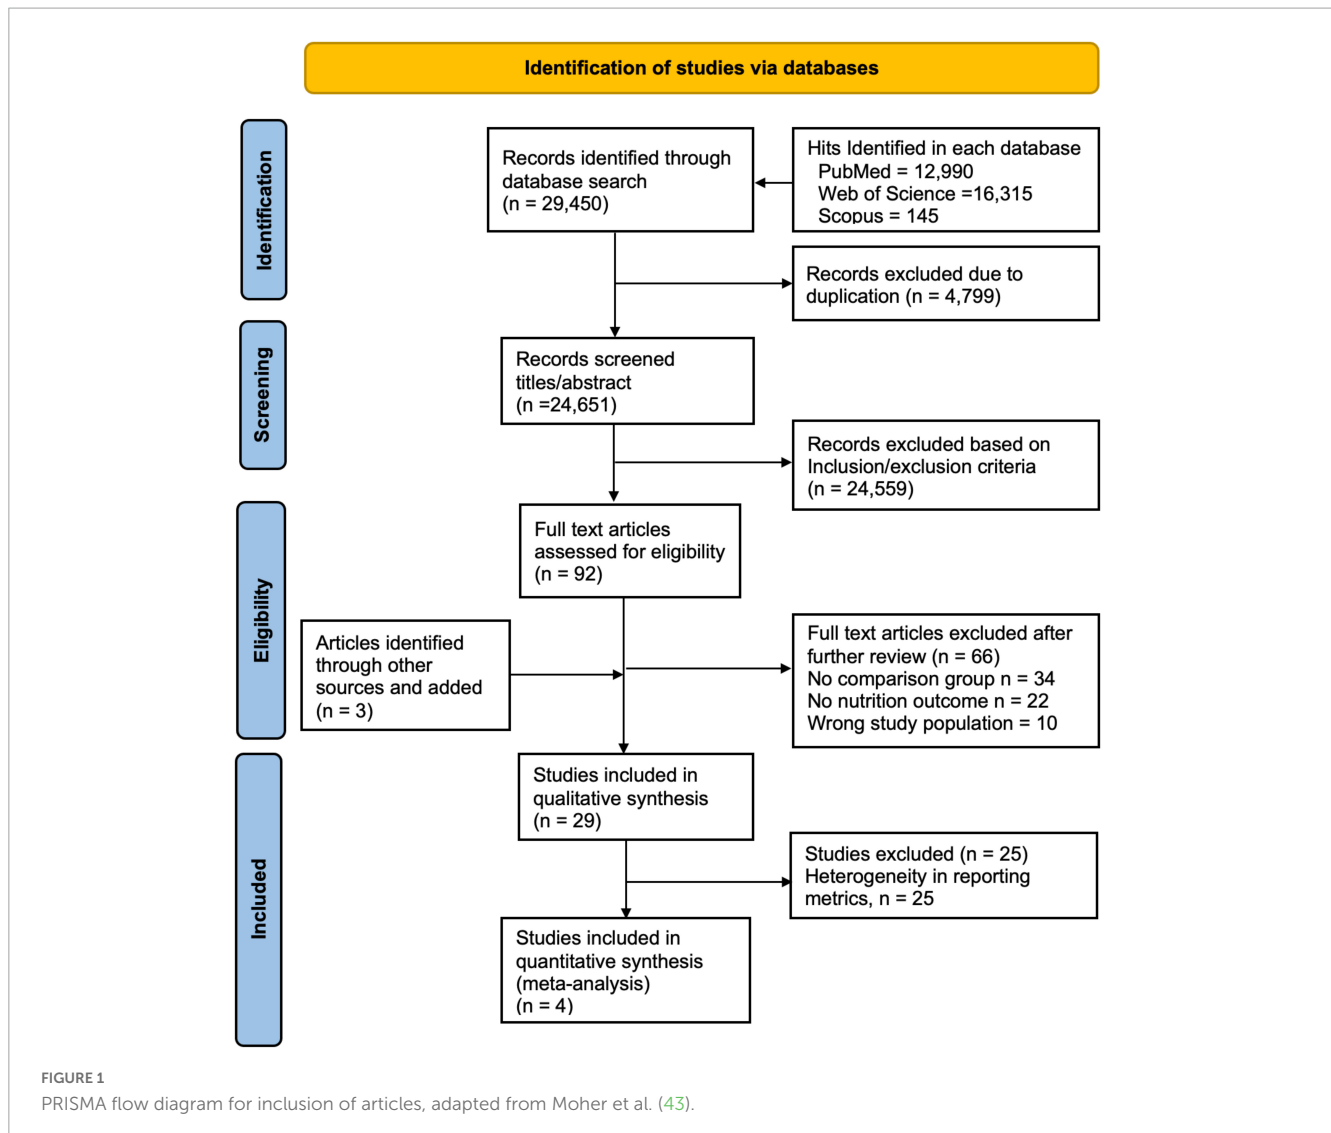 Identification of studies via databases
Identification
Records identified through
database search
(n = 29,450)
Hits Identified in each database
PubMed = 12,990
Web of Science =16,315
Scopus = 145
Records excluded due to
duplication (n = 4,799)
Screening
Records screened
titles/abstract
(n =24,651)
Records excluded based on
Inclusion/exclusion criteria
(n = 24,559)
Eligibility
Full text articles
assessed for eligibility
(n = 92)
Articles identified
through other
sources and added
(n = 3)
Full text articles excluded after
further review (n = 66)
No comparison group n = 34
No nutrition outcome n = 22
Wrong study population = 10
Included
Studies included in
qualitative synthesis
(n = 29)
Studies excluded (n = 25)
Heterogeneity in reporting
metrics, n = 25
Studies included in
quantitative synthesis
(meta-analysis)
(n = 4)
FIGURE 1
PRISMA flow diagram for inclusion of articles, adapted from Moher et al. (43).